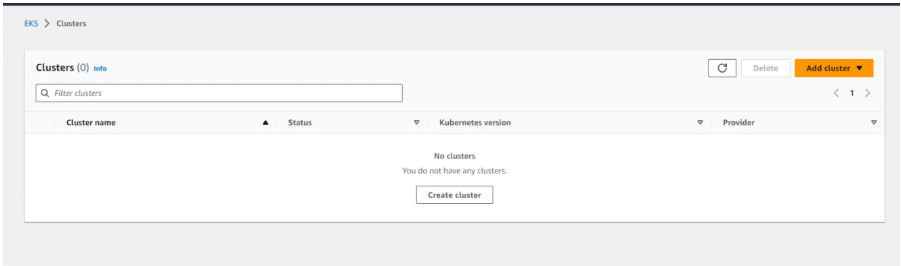 EKS > Clusters
Clusters (0) Info
Delete
Add cluster
Filter clusters
< 1 >
Cluster name Status Kubernetes version Provider
No clusters
You do not have any clusters.
Create cluster